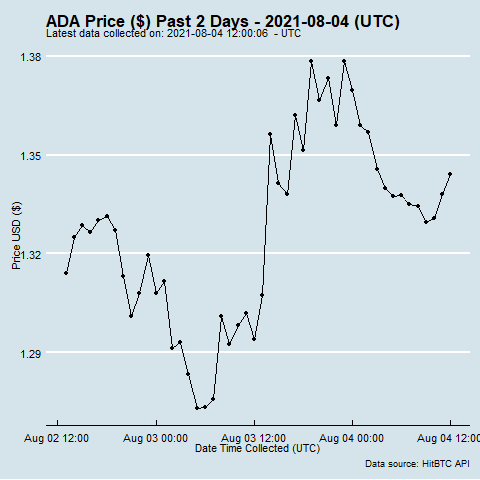 ADA Price ($) Past 2 Days - 2021-08-04 (UTC)
Latest data collected on: 2021-08-04 12:00:06 - UTC
1.38
1.35
1.32
1.29
Price USD ($)
Aug 02 12:00 Aug 03 00:00 Aug 03 12:00 Aug 04 00:00 Aug 04 12:00
Date Time Collected (UTC)
Data source: HitBTC API